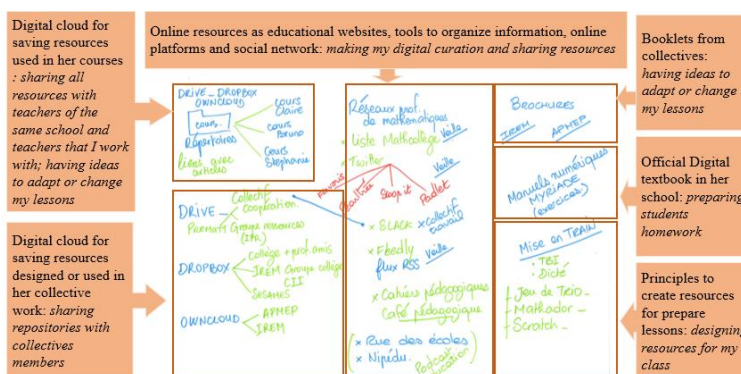 Digital cloud for
saving resources
used in her courses
: sharing all
resources with
teachers of the
same school and
teachers that I work
with; having ideas
to adapt or change
my lessons
Digital cloud for
saving resources
designed or used in
her collective
work: sharing
repositories with
collectives
members
Online resources as educational websites, tools to organize information, online
platforms and social network: making my digital curation and sharing resources
DRIVE _ DROPBOX
OWNCLOUD
cours
Répertoires
liens avec
articles
cours
Claire
cours
Bruno
cours
Stephanie
DRIVE
Collectif
coopération
Groupe ressources
DROPBOX
Collège + prof amis
IREM Groupe collège
CII
SESAMES
OWNCLOUD
APMEP
IREM
Réseaux prof.
de mathématiques
x Liste Mathcollège Veille
x Twitter Veille
Scoop it
Padlet
x SLACK x collectif
travail
x Feedly Veille
flux RSS
x Cahiers pédagogiques
Café pédagogique
x Rue des écoles
x Nipédu.
Podcast
éducation
BROCHURES
IREM
APMEP
Manuels numériques
MYRIADE
(exercices)
Mise en TRAIN
TBI
Dicté
Jeu de Trio_
Mathador_
Scratch_
Booklets from
collectives:
having ideas to
adapt or change
my lessons
Official Digital
textbook in her
school: preparing
students
homework
Principles to
create resources
for prepare
lessons: designing
resources for my
class